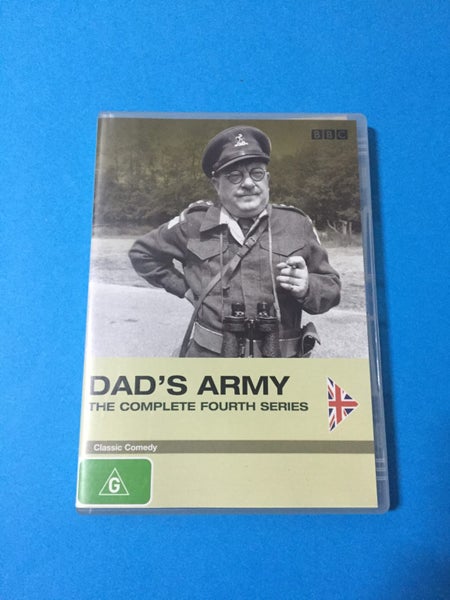 BBC
DAD'S ARMY
THE COMPLETE FOURTH SERIES
Classic Comedy
G